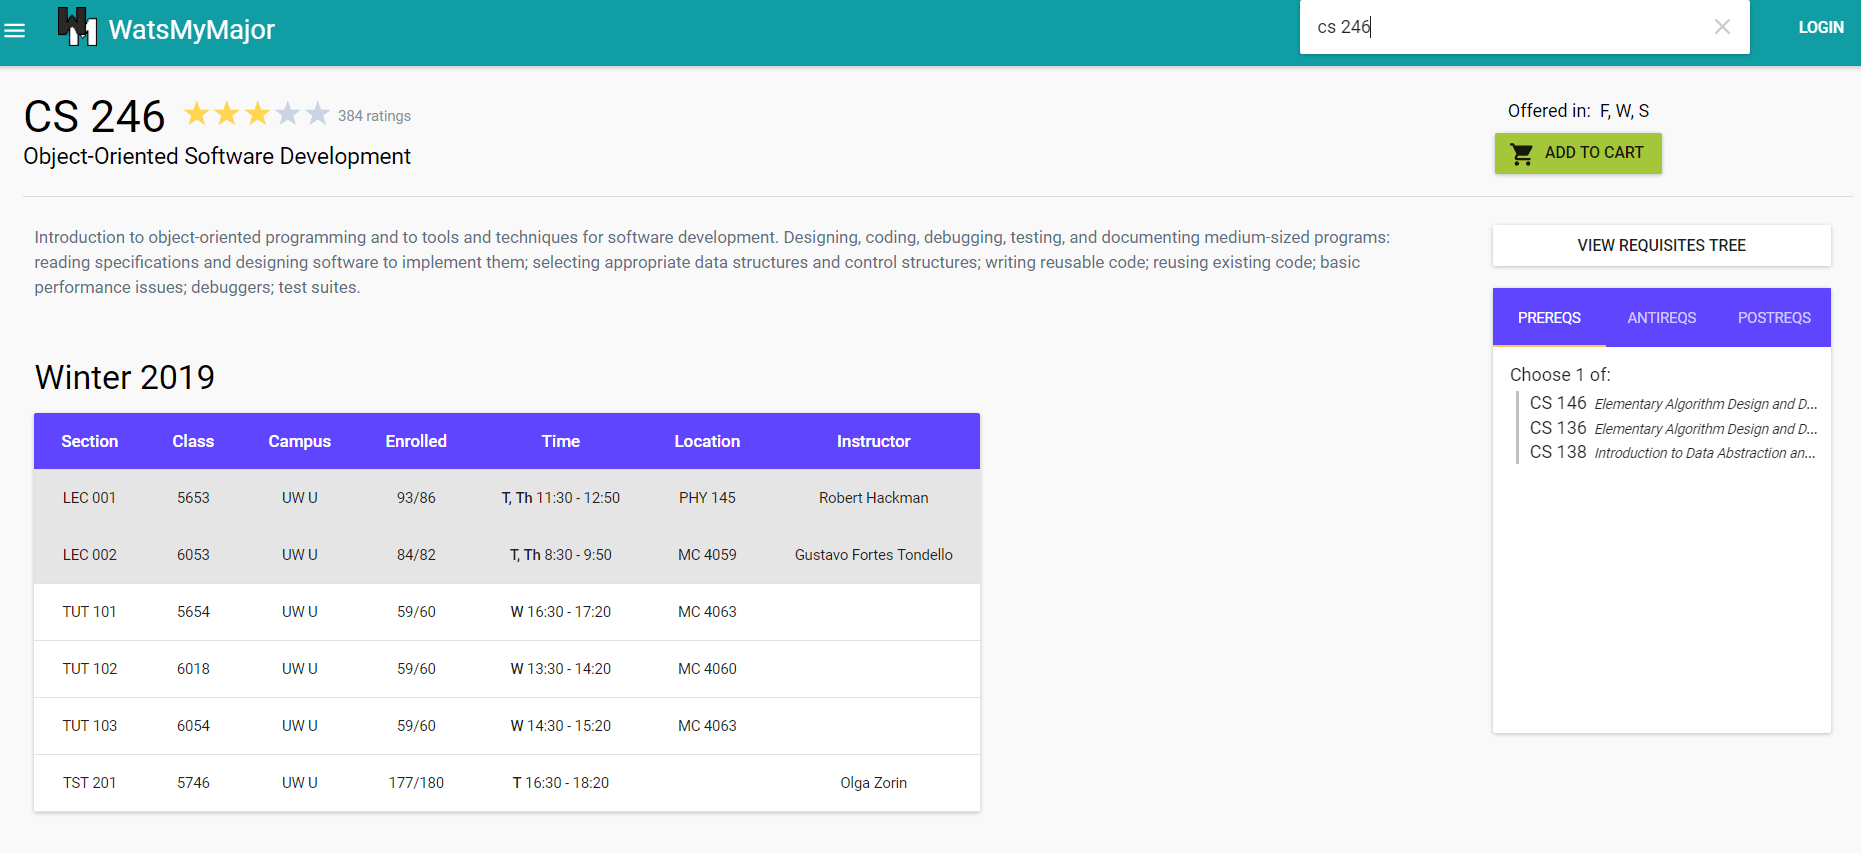 WatsMyMajor
cs 246
LOGIN
CS 246
384 ratings
Object-Oriented Software Development
Offered in: F, W, S
ADD TO CART
Introduction to object-oriented programming and to tools and techniques for software development. Designing, coding, debugging, testing, and documenting medium-sized programs:
reading specifications and designing software to implement them; selecting appropriate data structures and control structures; writing reusable code; reusing existing code; basic
performance issues; debuggers; test suites.
VIEW REQUISITES TREE
PREREQS ANTIREQS POSTREQS
Choose 1 of:
CS 146 Elementary Algorithm Design and D...
CS 136 Elementary Algorithm Design and D...
CS 138 Introduction to Data Abstraction an...
Winter 2019
Section Class Campus Enrolled Time Location Instructor
LEC 001 5653 UW U 93/86 T, Th 11:30 - 12:50 PHY 145 Robert Hackman
LEC 002 6053 UW U 84/82 T, Th 8:30 - 9:50 MC 4059 Gustavo Fortes Tondello
TUT 101 5654 UW U 59/60 W 16:30 - 17:20 MC 4063
TUT 102 6018 UW U 59/60 W 13:30 - 14:20 MC 4060
TUT 103 6054 UW U 59/60 W 14:30 - 15:20 MC 4063
TST 201 5746 UW U 177/180 T 16:30 - 18:20 Olga Zorin